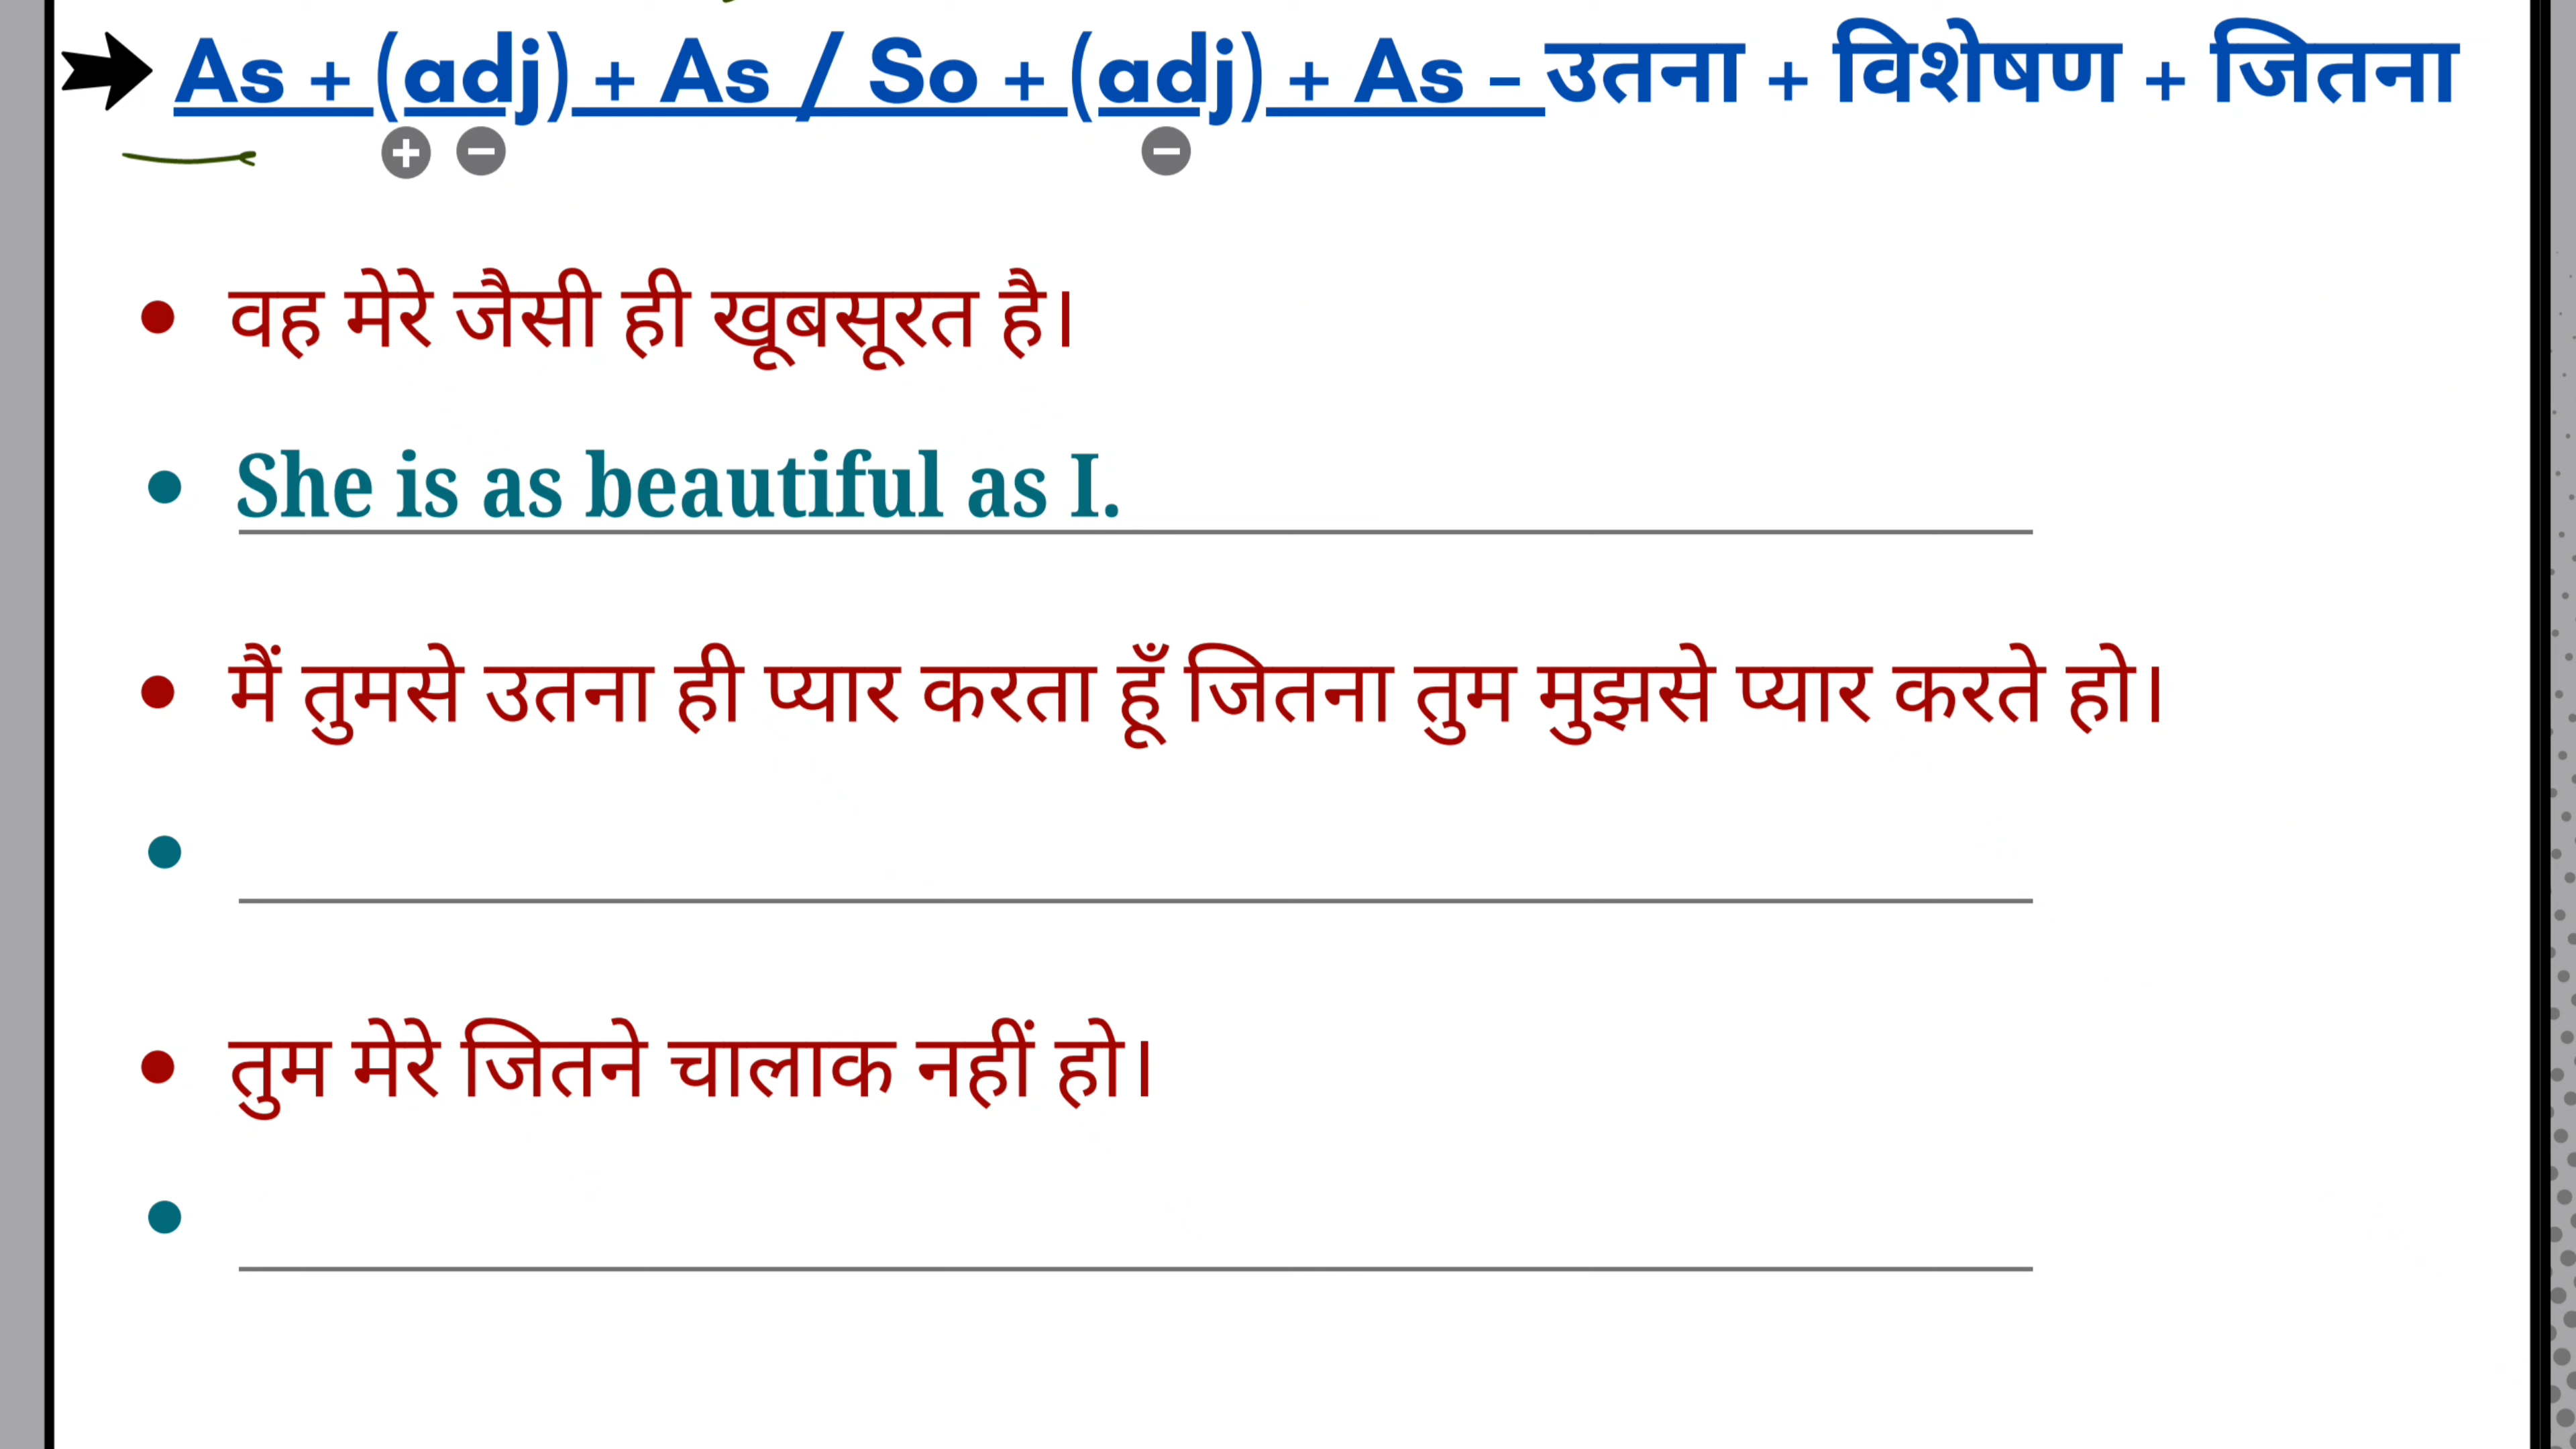 As + (adj) + As / So + (adj) + As – उतना + विशेषण + जितना
+ – –
वह मेरे जैसी ही खूबसूरत है।
She is as beautiful as I.
मैं तुमसे उतना ही प्यार करता हूँ जितना तुम मुझसे प्यार करते हो।
तुम मेरे जितने चालाक नहीं हो।